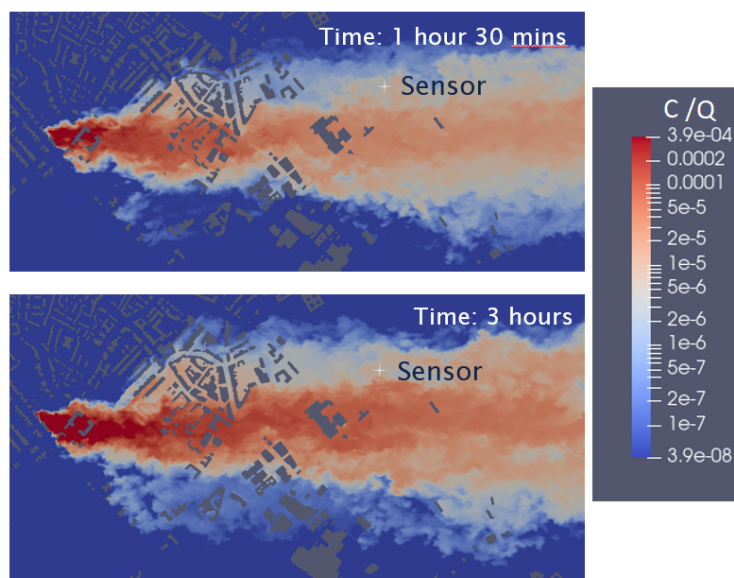 Time: 1 hour 30 mins
Sensor
Time: 3 hours
Sensor
C /Q
3.9e-04
0.0002
0.0001
5e-5
2e-5
1e-5
5e-6
2e-6
1e-6
5e-7
2e-7
1e-7
3.9e-08